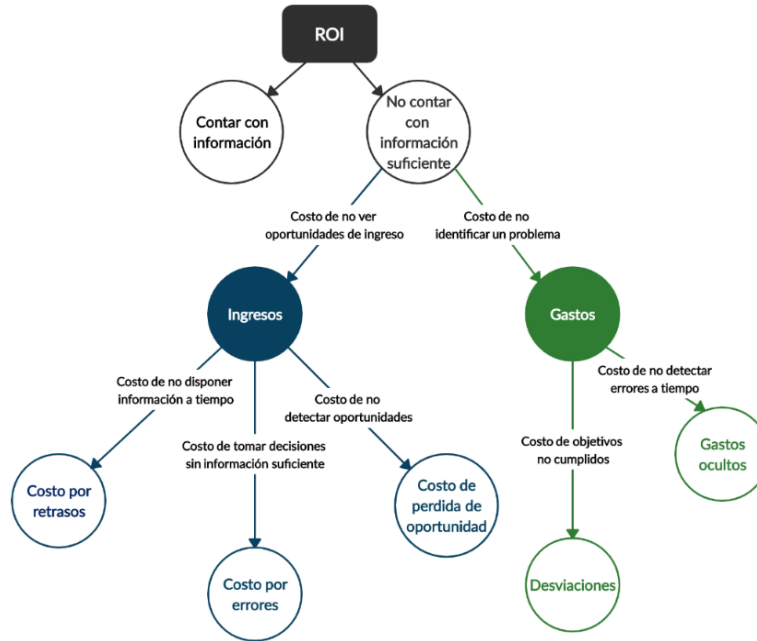 ROI
Contar con
información
No contar
con
información
suficiente
Costo de no ver
oportunidades de ingreso
Costo de no
identificar un problema
Ingresos
Gastos
Costo de no disponer
información a tiempo
Costo de no
detectar oportunidades
Costo de tomar decisiones
sin información suficiente
Costo de no detectar
errores a tiempo
Costo de objetivos
no cumplidos
Costo por
retrasos
Costo por
errores
Costo de
perdida de
oportunidad
Gastos
ocultos
Desviaciones